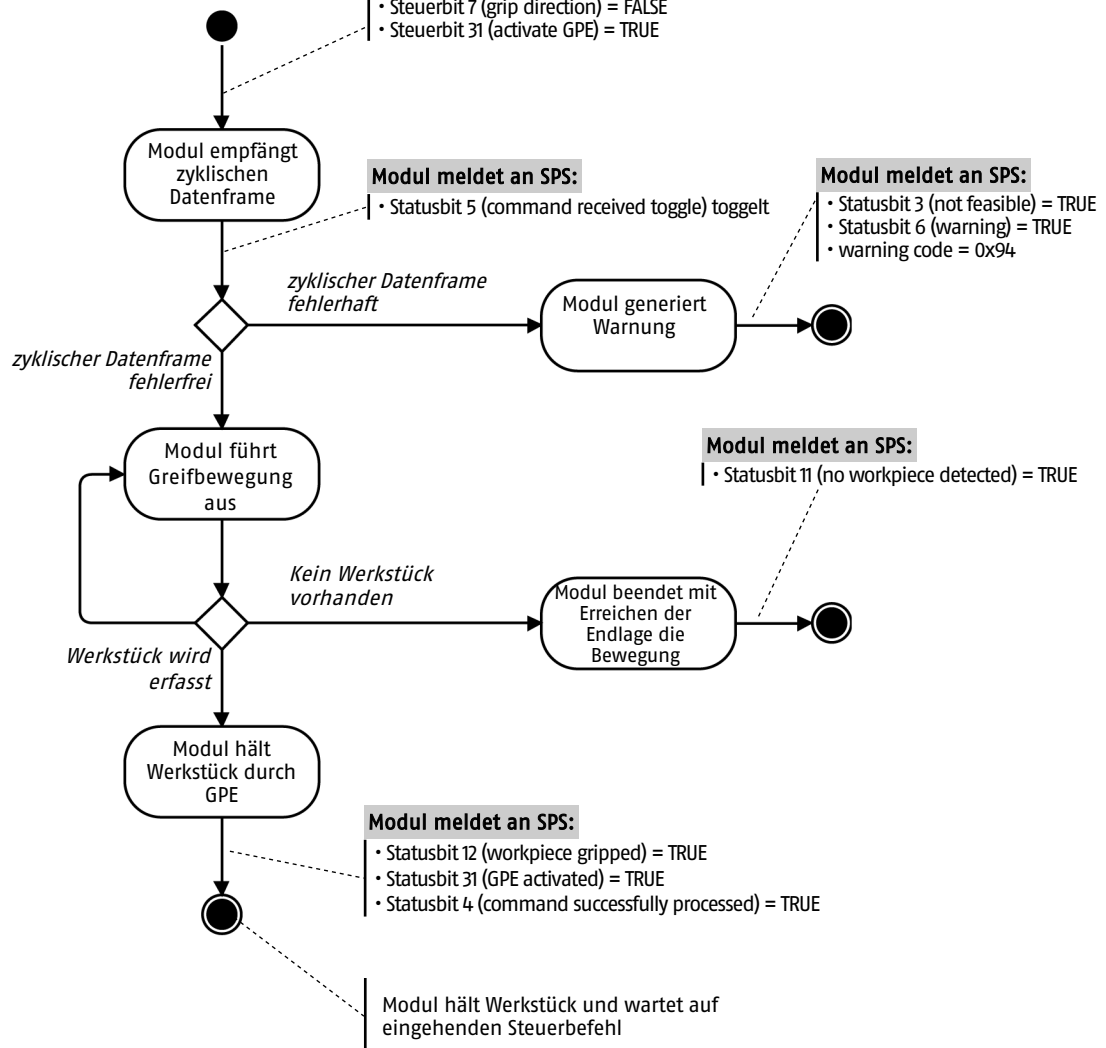 • Steuerbit 7 (grip direction) = FALSE
• Steuerbit 31 (activate GPE) = TRUE
Modul empfängt
zyklischen
Datenframe
Modul meldet an SPS:
• Statusbit 5 (command received toggle) toggelt
Modul meldet an SPS:
• Statusbit 3 (not feasible) = TRUE
• Statusbit 6 (warning) = TRUE
• warning code = 0x94
zyklischer Datenframe
fehlerhaft
Modul generiert
Warnung
zyklischer Datenframe
fehlerfrei
Modul führt
Greifbewegung
aus
Modul meldet an SPS:
• Statusbit 11 (no workpiece detected) = TRUE
Kein Werkstück
vorhanden
Modul beendet mit
Erreichen der
Endlage die
Bewegung
Werkstück wird
erfasst
Modul hält
Werkstück durch
GPE
Modul meldet an SPS:
• Statusbit 12 (workpiece gripped) = TRUE
• Statusbit 31 (GPE activated) = TRUE
• Statusbit 4 (command successfully processed) = TRUE
Modul hält Werkstück und wartet auf
eingehenden Steuerbefehl